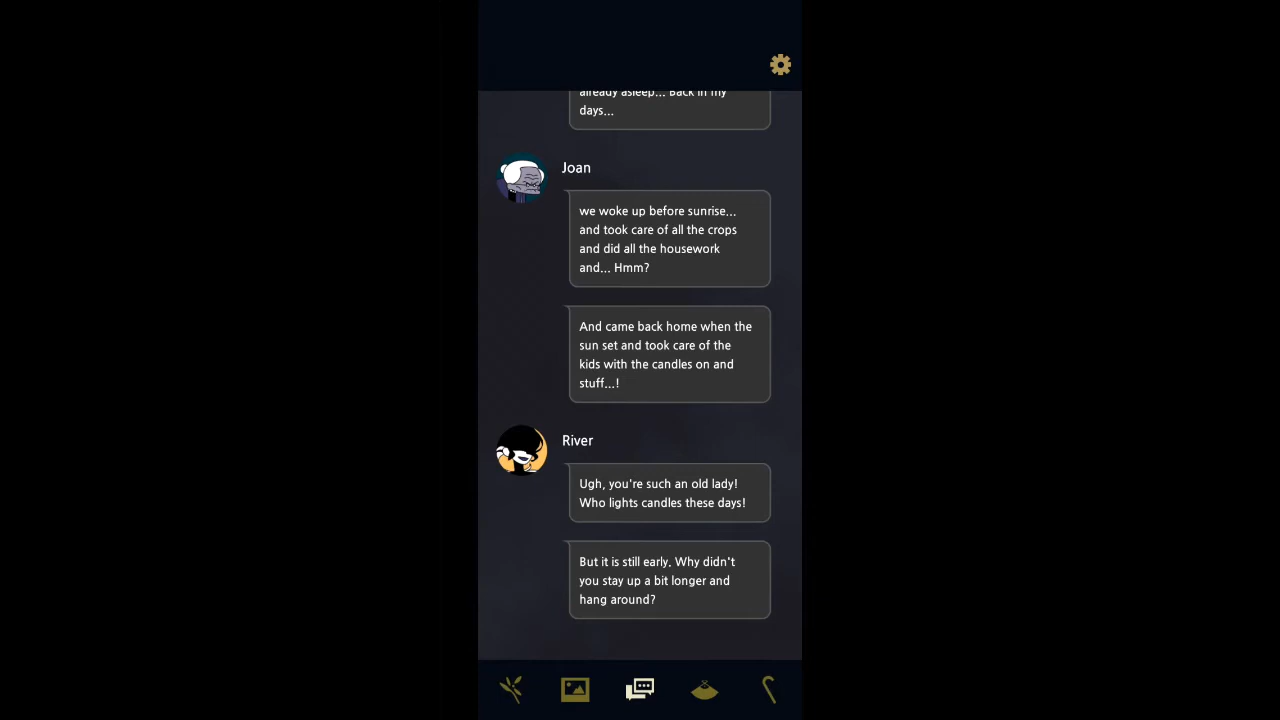 already asleep... Back in my
days...
Joan
we woke up before sunrise...
and took care of all the crops
and did all the housework
and... Hmm?
And came back home when the
sun set and took care of the
kids with the candles on and
stuff...!
River
Ugh, you're such an old lady!
Who lights candles these days!
But it is still early. Why didn't
you stay up a bit longer and
hang around?